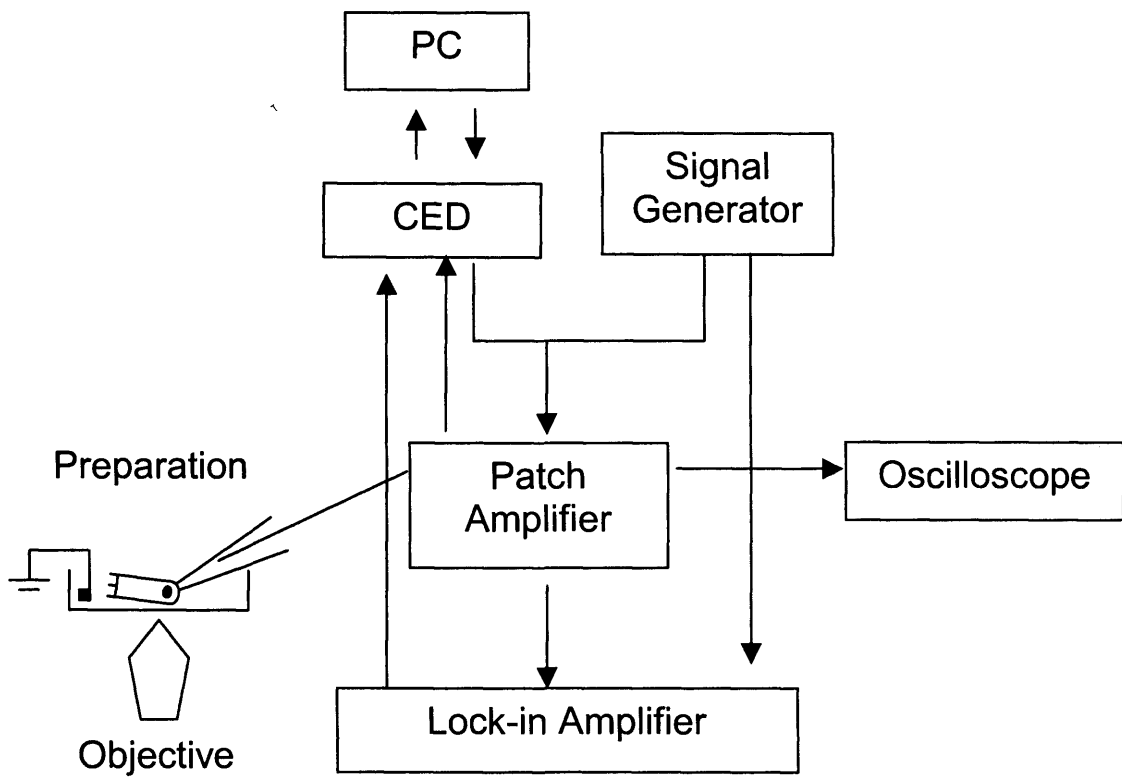 PC
CED
Signal
Generator
Preparation
Patch
Amplifier
Oscilloscope
Lock-in Amplifier
Objective